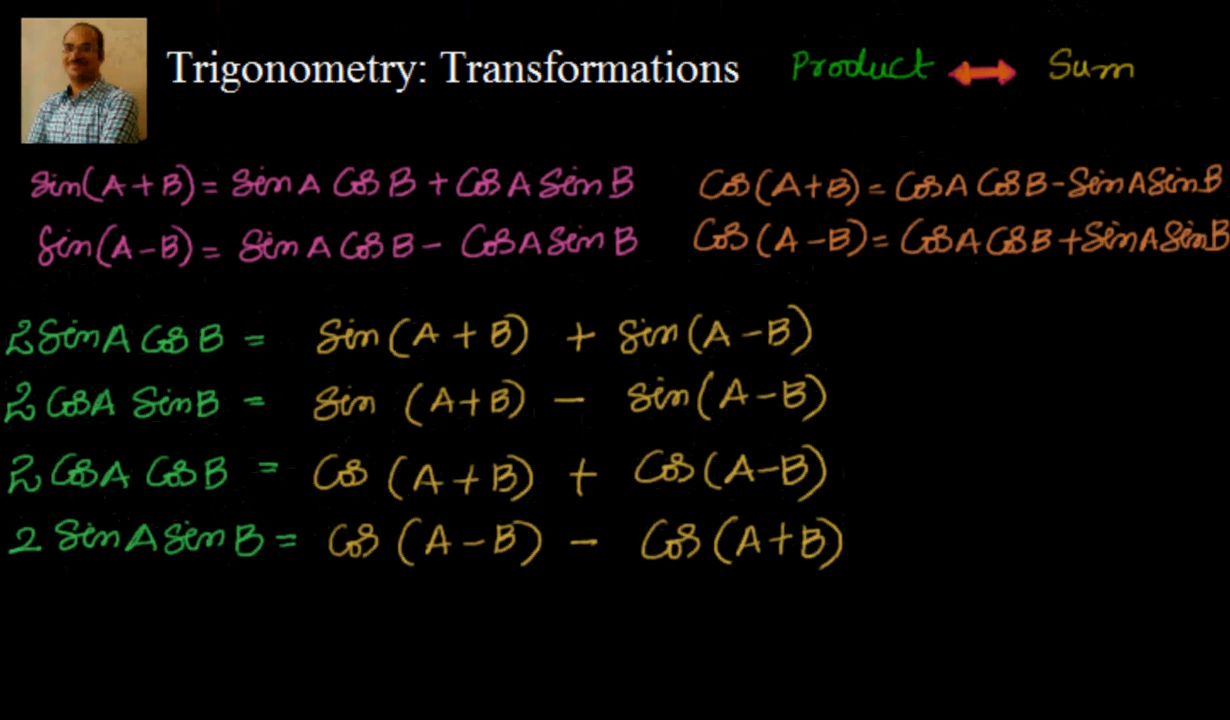 Trigonometry: Transformations Product ↔ Sum
Sin(A+B) = Sin A Cos B + Cos A Sin B Cos (A+B) = Cos A Cos B - Sin A Sin B
Sin(A-B) = Sin A Cos B - Cos A Sin B Cos (A-B) = Cos A Cos B + Sin A Sin B
2 Sin A Cos B = Sin (A+B) + Sin (A-B)
2 Cos A Sin B = Sin (A+B) - Sin (A-B)
2 Cos A Cos B = Cos (A+B) + Cos (A-B)
2 Sin A Sin B = Cos (A-B) - Cos (A+B)